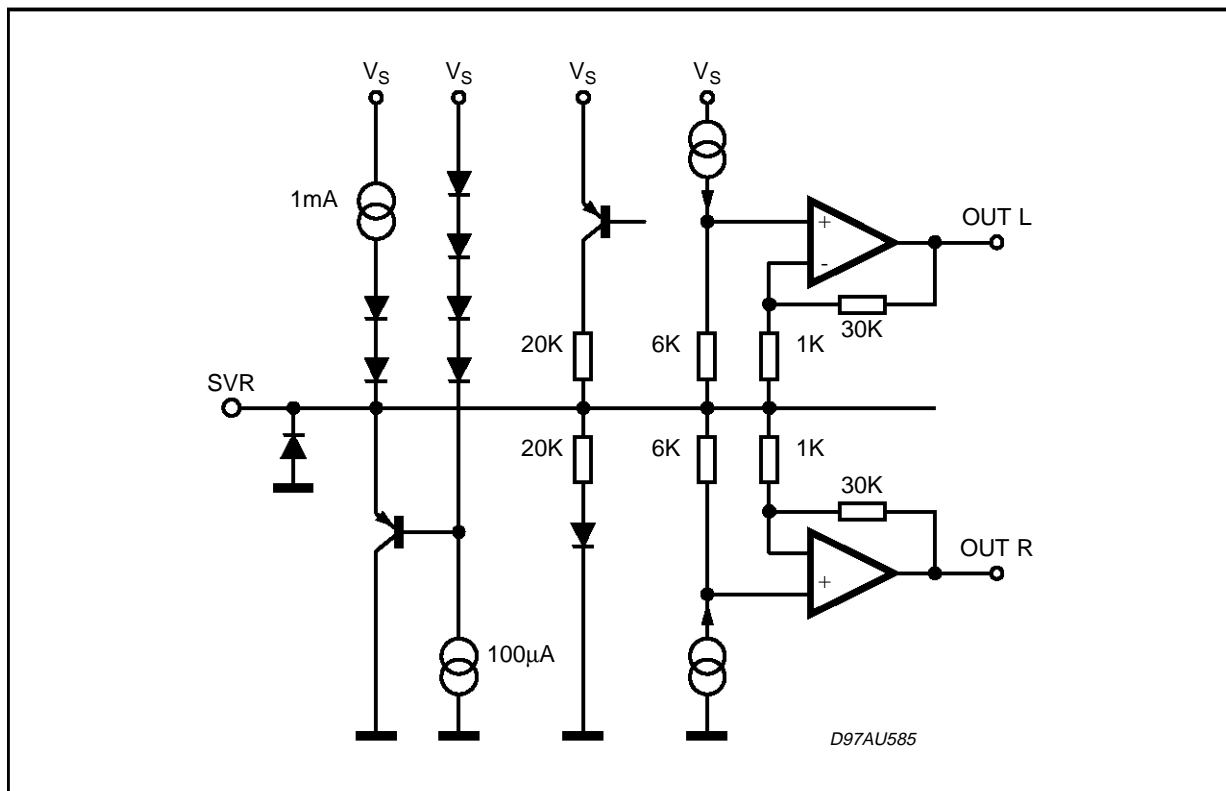 VS VS VS VS
1mA
+
-
OUT L
30K
20K 6K 1K
SVR
20K 6K 1K
30K
OUT R
+
100μA
D97AU585